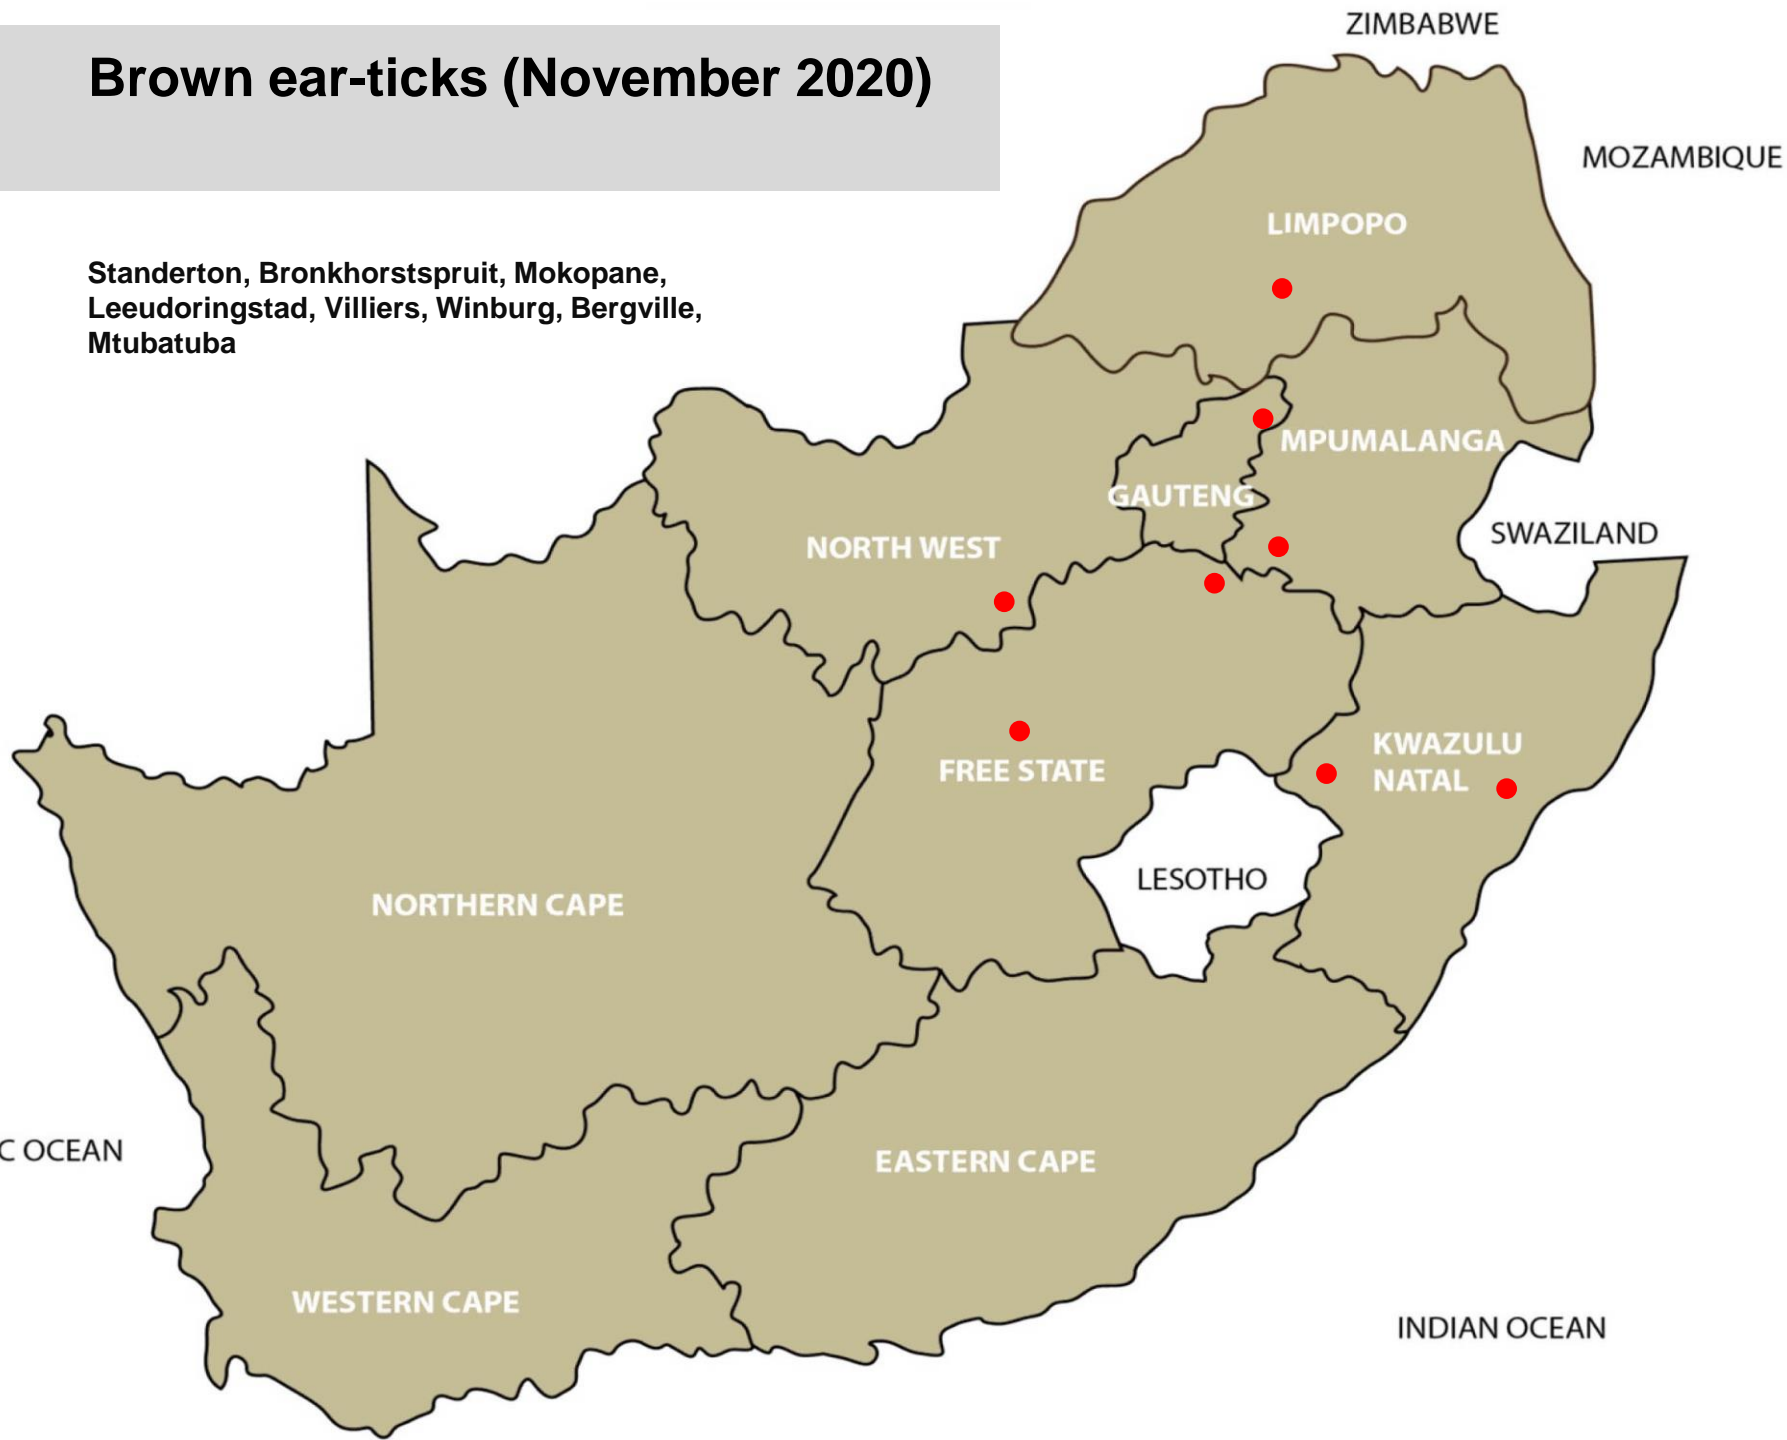 Brown ear-ticks (November 2020)
Standerton, Bronkhorstspruit, Mokopane,
Leeudoringstad, Villiers, Winburg, Bergville,
Mtubatuba
ZIMBABWE
MOZAMBIQUE
LIMPOPO
MPUMALANGA
GAUTENG
SWAZILAND
NORTH WEST
KWAZULU
NATAL
FREE STATE
LESOTHO
NORTHERN CAPE
C OCEAN
EASTERN CAPE
WESTERN CAPE
INDIAN OCEAN